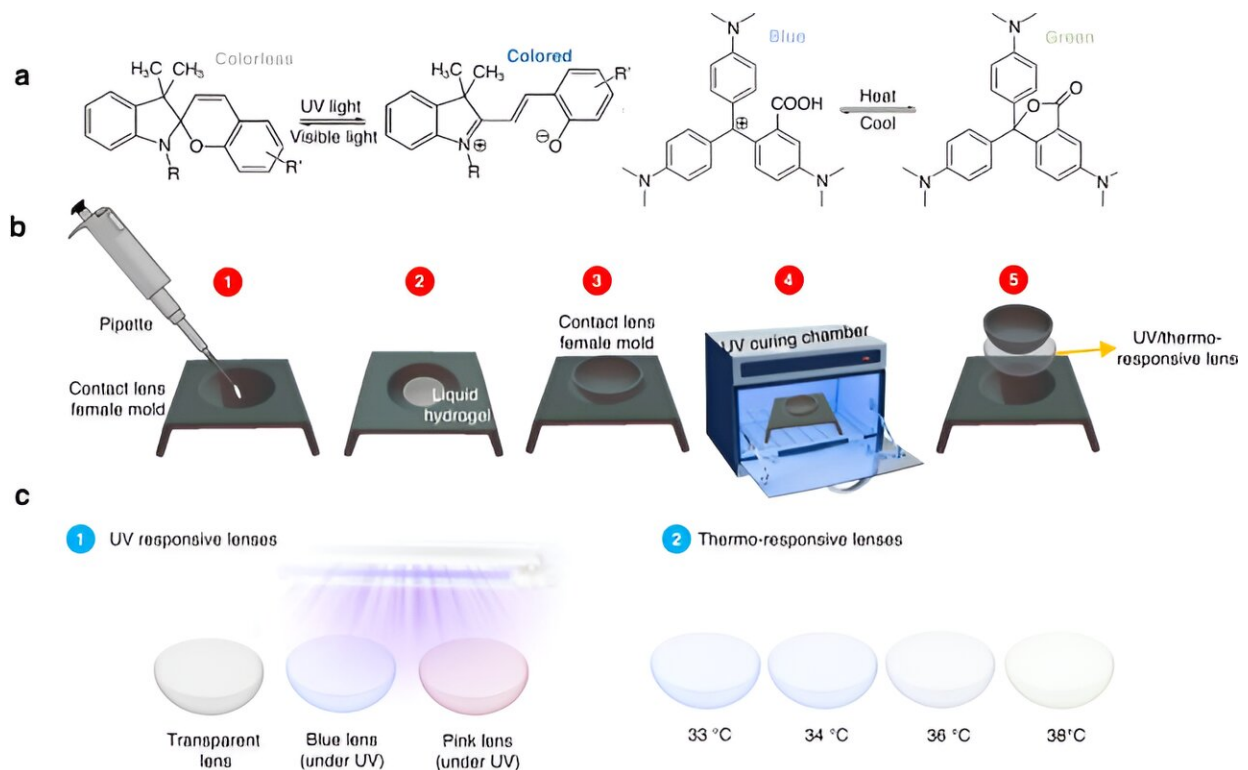 a
Colorless
H₃C
CH₃
N
R
O
R'
UV light
Visible light
Colored
H₃C
CH₃
N
⊕
R
⊖
O
R'
Blue
N
COOH
⊕
N
N
Heat
Cool
Green
N
O
O
N
N
b
1
2
3
4
5
Pipette
Contact lens
female mold
Liquid
hydrogel
Contact lens
female mold
UV curing chamber
UV/thermo-
responsive lens
c
1 UV responsive lenses
Transparent
lens
Blue lens
(under UV)
Pink lens
(under UV)
2 Thermo-responsive lenses
33 °C
34 °C
36 °C
38°C